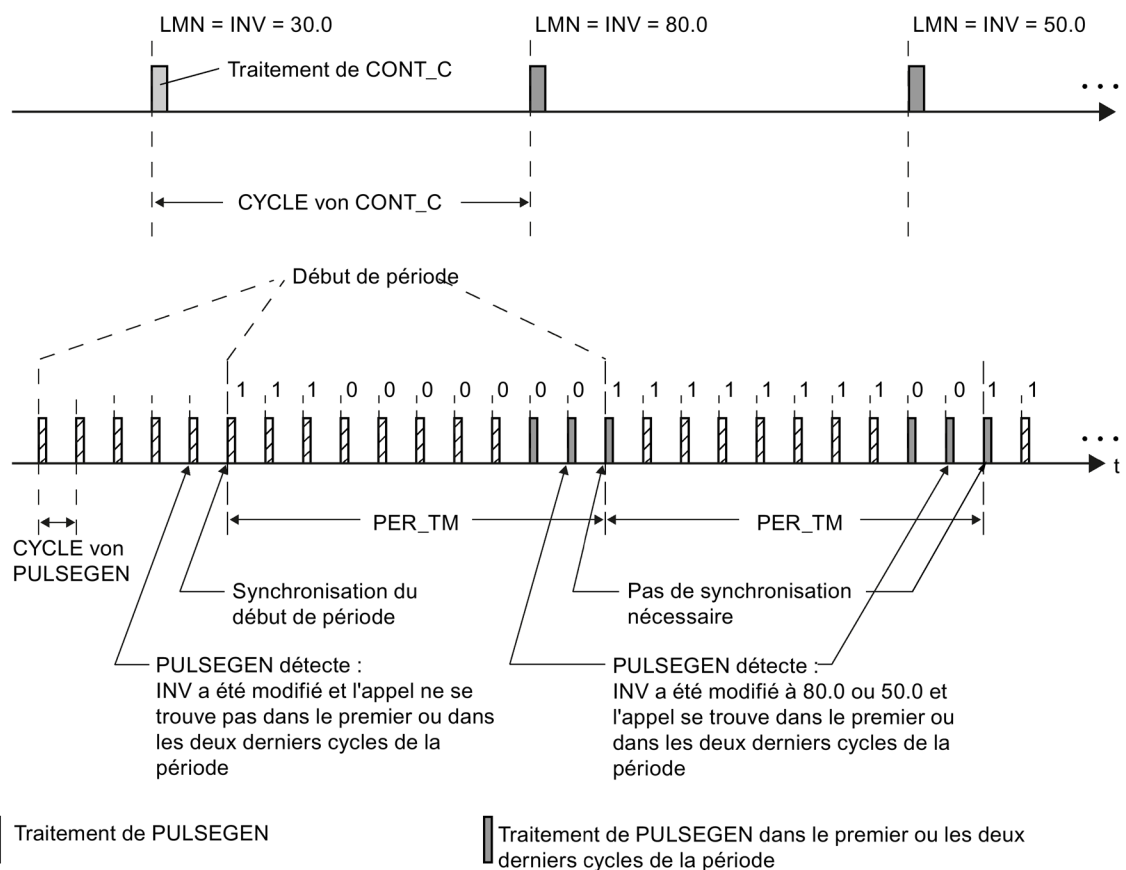 LMN = INV = 30.0
LMN = INV = 80.0
LMN = INV = 50.0
Traitement de CONT_C
...
CYCLE von CONT_C
Début de période
1 1 1 0 0 0 0 0 0 0 1 1 1 1 1 1 1 1 0 0 1 1
...
t
PER_TM
PER_TM
CYCLE von
PULSEGEN
Synchronisation du
début de période
Pas de synchronisation
nécessaire
PULSEGEN détecte :
INV a été modifié et l'appel ne se
trouve pas dans le premier ou dans
les deux derniers cycles de la
période
PULSEGEN détecte :
INV a été modifié à 80.0 ou 50.0 et
l'appel se trouve dans le premier ou
dans les deux derniers cycles de la
période
Traitement de PULSEGEN
Traitement de PULSEGEN dans le premier ou les deux
derniers cycles de la période